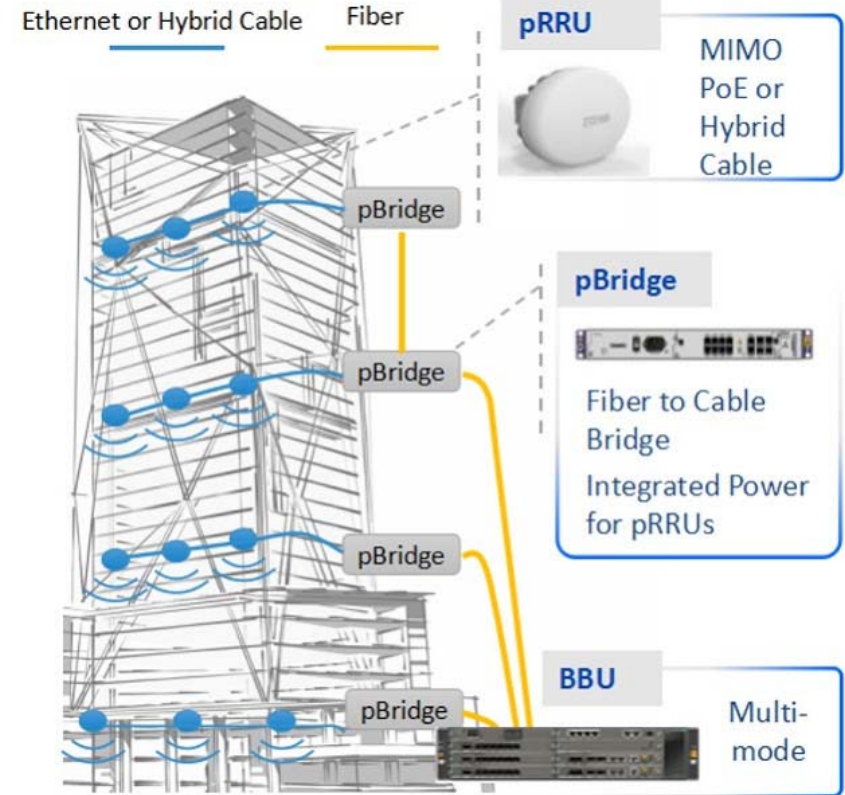 Ethernet or Hybrid Cable
Fiber
pRRU
MIMO
PoE or
Hybrid
Cable
pBridge
pBridge
pBridge
Fiber to Cable
Bridge
Integrated Power
for pRRUs
pBridge
BBU
pBridge
Multi-
mode